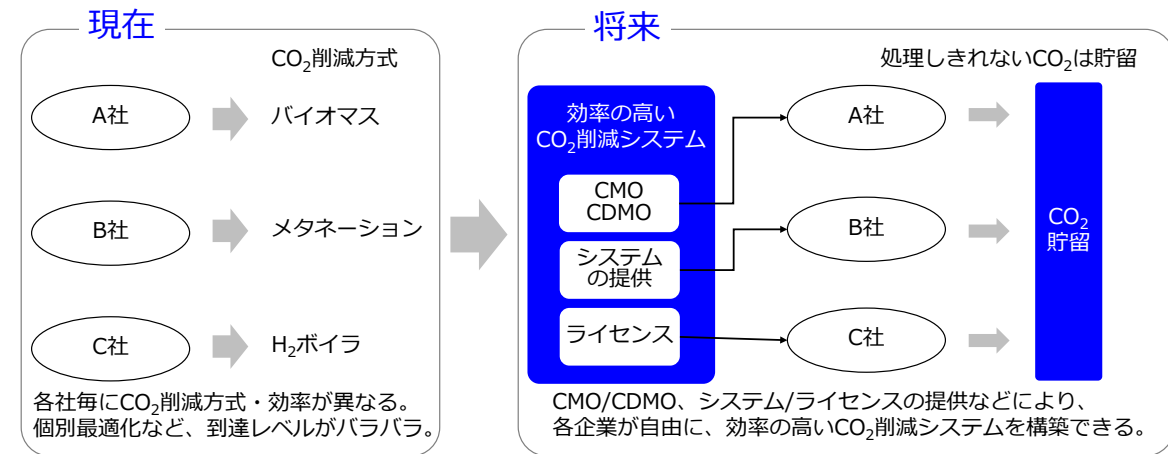 現在
CO₂削減方式
A社
バイオマス
B社
メタネーション
C社
H₂ボイラ
各社毎にCO₂削減方式・効率が異なる。
個別最適化など、到達レベルがバラバラ。
将来
処理しきれないCO₂は貯留
効率の高い
CO₂削減システム
CMO
CDMO
システム
の提供
ライセンス
A社
B社
C社
CO₂
貯留
CMO/CDMO、システム/ライセンスの提供などにより、
各企業が自由に、効率の高いCO₂削減システムを構築できる。